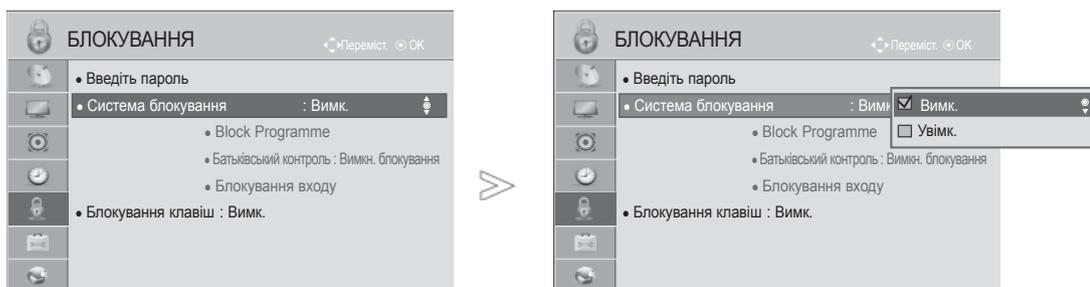 БЛОКУВАННЯ
Переміст. OK
• Введіть пароль
• Система блокування : Вимк.
• Block Programme
• Батьківський контроль : Вимкн. блокування
• Блокування входу
• Блокування клавіш : Вимк.
БЛОКУВАННЯ
Переміст. OK
• Введіть пароль
• Система блокування : Вимк
Вимк.
Увімк.
• Block Programme
• Батьківський контроль : Вимкн. блокування
• Блокування входу
• Блокування клавіш : Вимк.